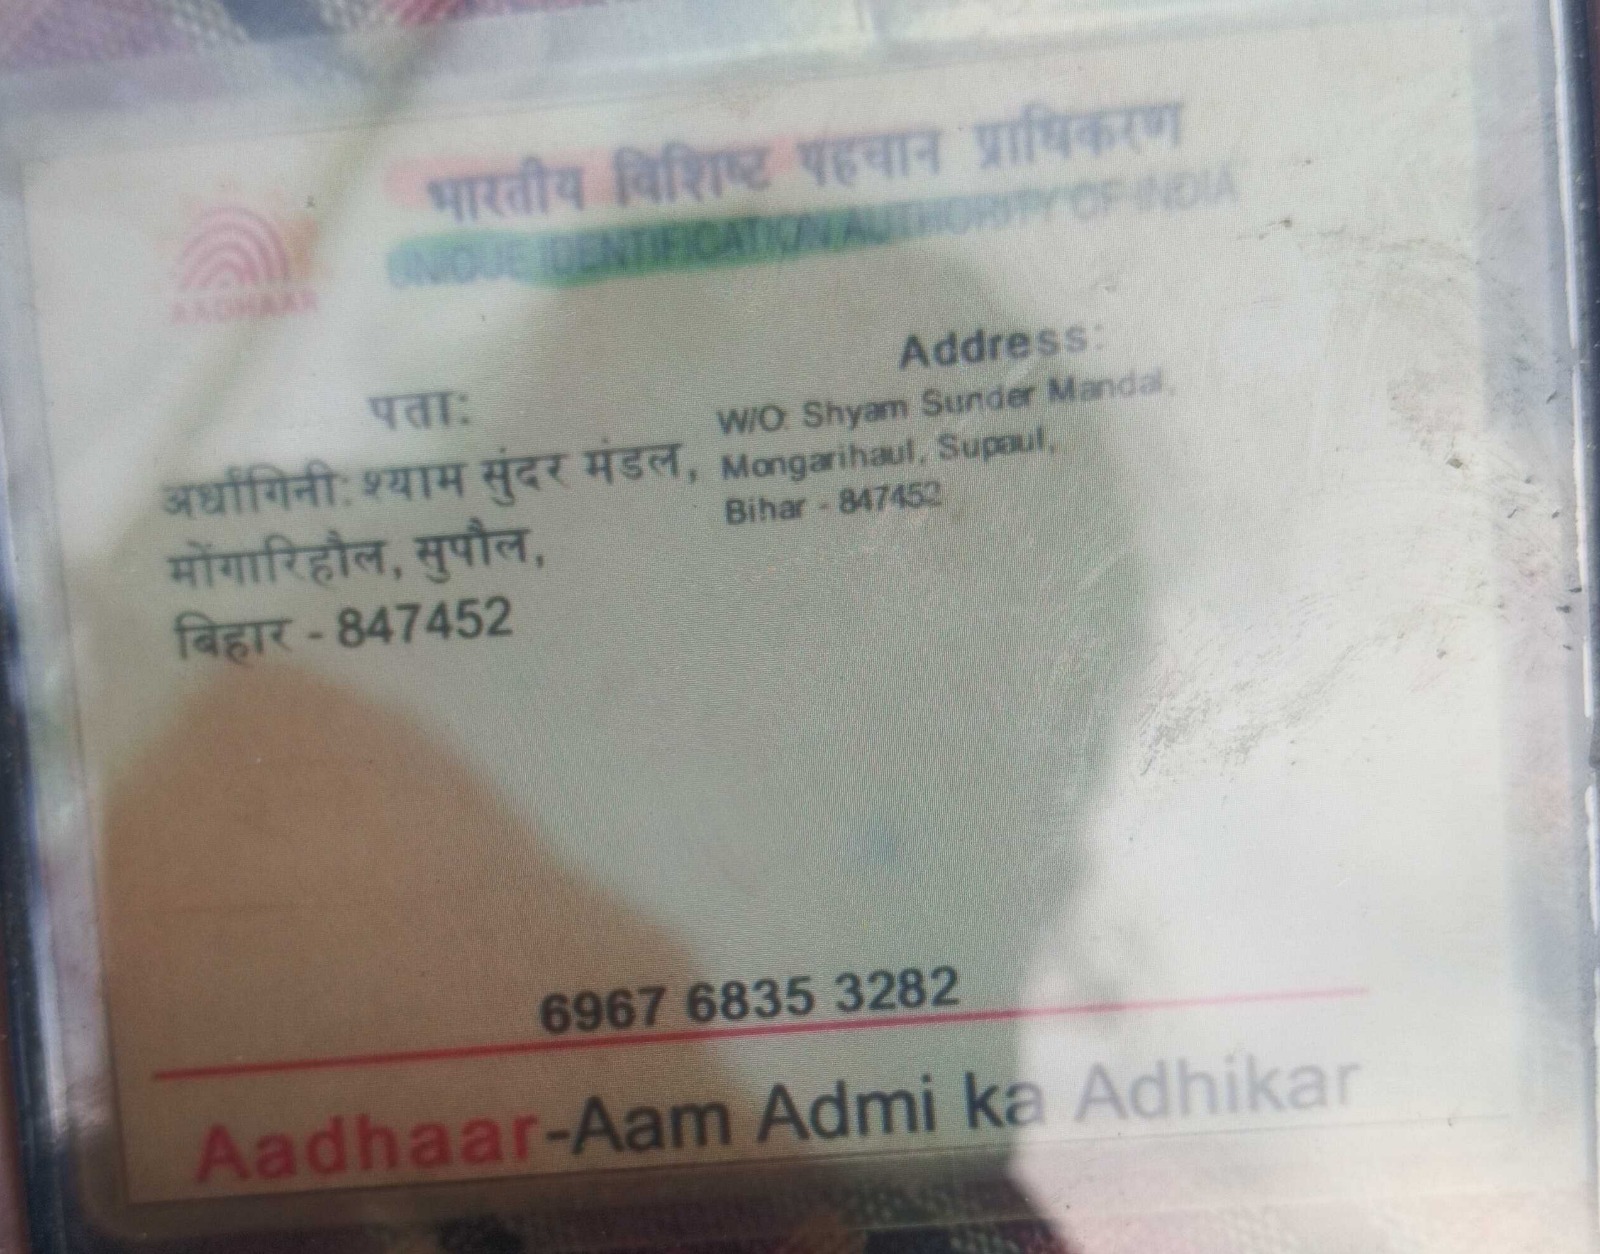 भारतीय विशिष्ट पहचान प्राधिकरण
UNIQUE IDENTIFICATION AUTHORITY OF INDIA
AADHAAR
पता:
अर्धांगिनी: श्याम सुंदर मंडल,
मोंगारिहौल, सुपौल,
बिहार - 847452
Address:
W/O: Shyam Sunder Mandal,
Mongarihaul, Supaul,
Bihar - 847452
6967 6835 3282
Aadhaar-Aam Admi ka Adhikar